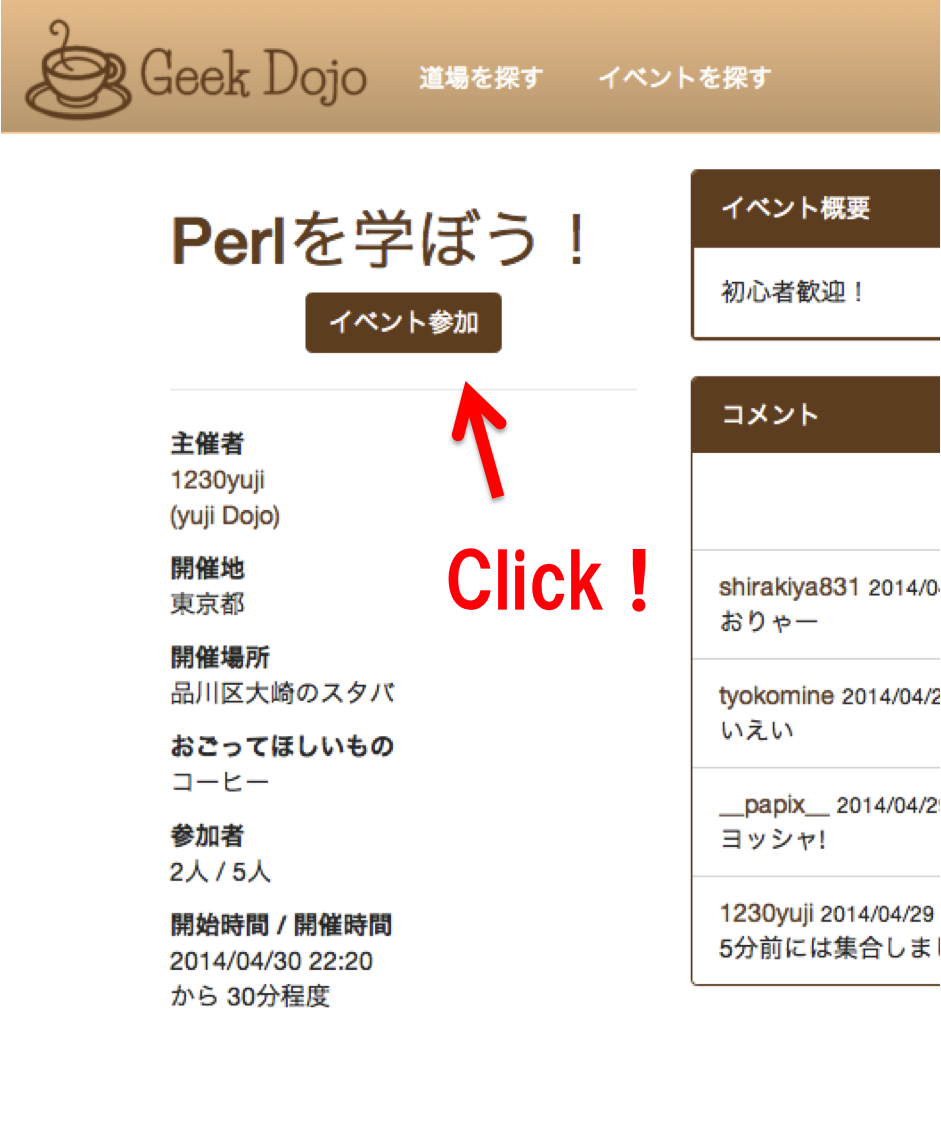 Geek Dojo 道場を探す イベントを探す
Perlを学ぼう！
イベント参加
主催者
1230yuji
(yuji Dojo)
開催地
東京都
開催場所
品川区大崎のスタバ
おごってほしいもの
コーヒー
参加者
2人 / 5人
開始時間 / 開催時間
2014/04/30 22:20
から 30分程度
Click！
イベント概要
初心者歓迎！
コメント
shirakiya831 2014/04
おりゃー
tyokomine 2014/04/2
いえい
__papix__ 2014/04/29
ヨッシャ!
1230yuji 2014/04/29
5分前には集合しまし